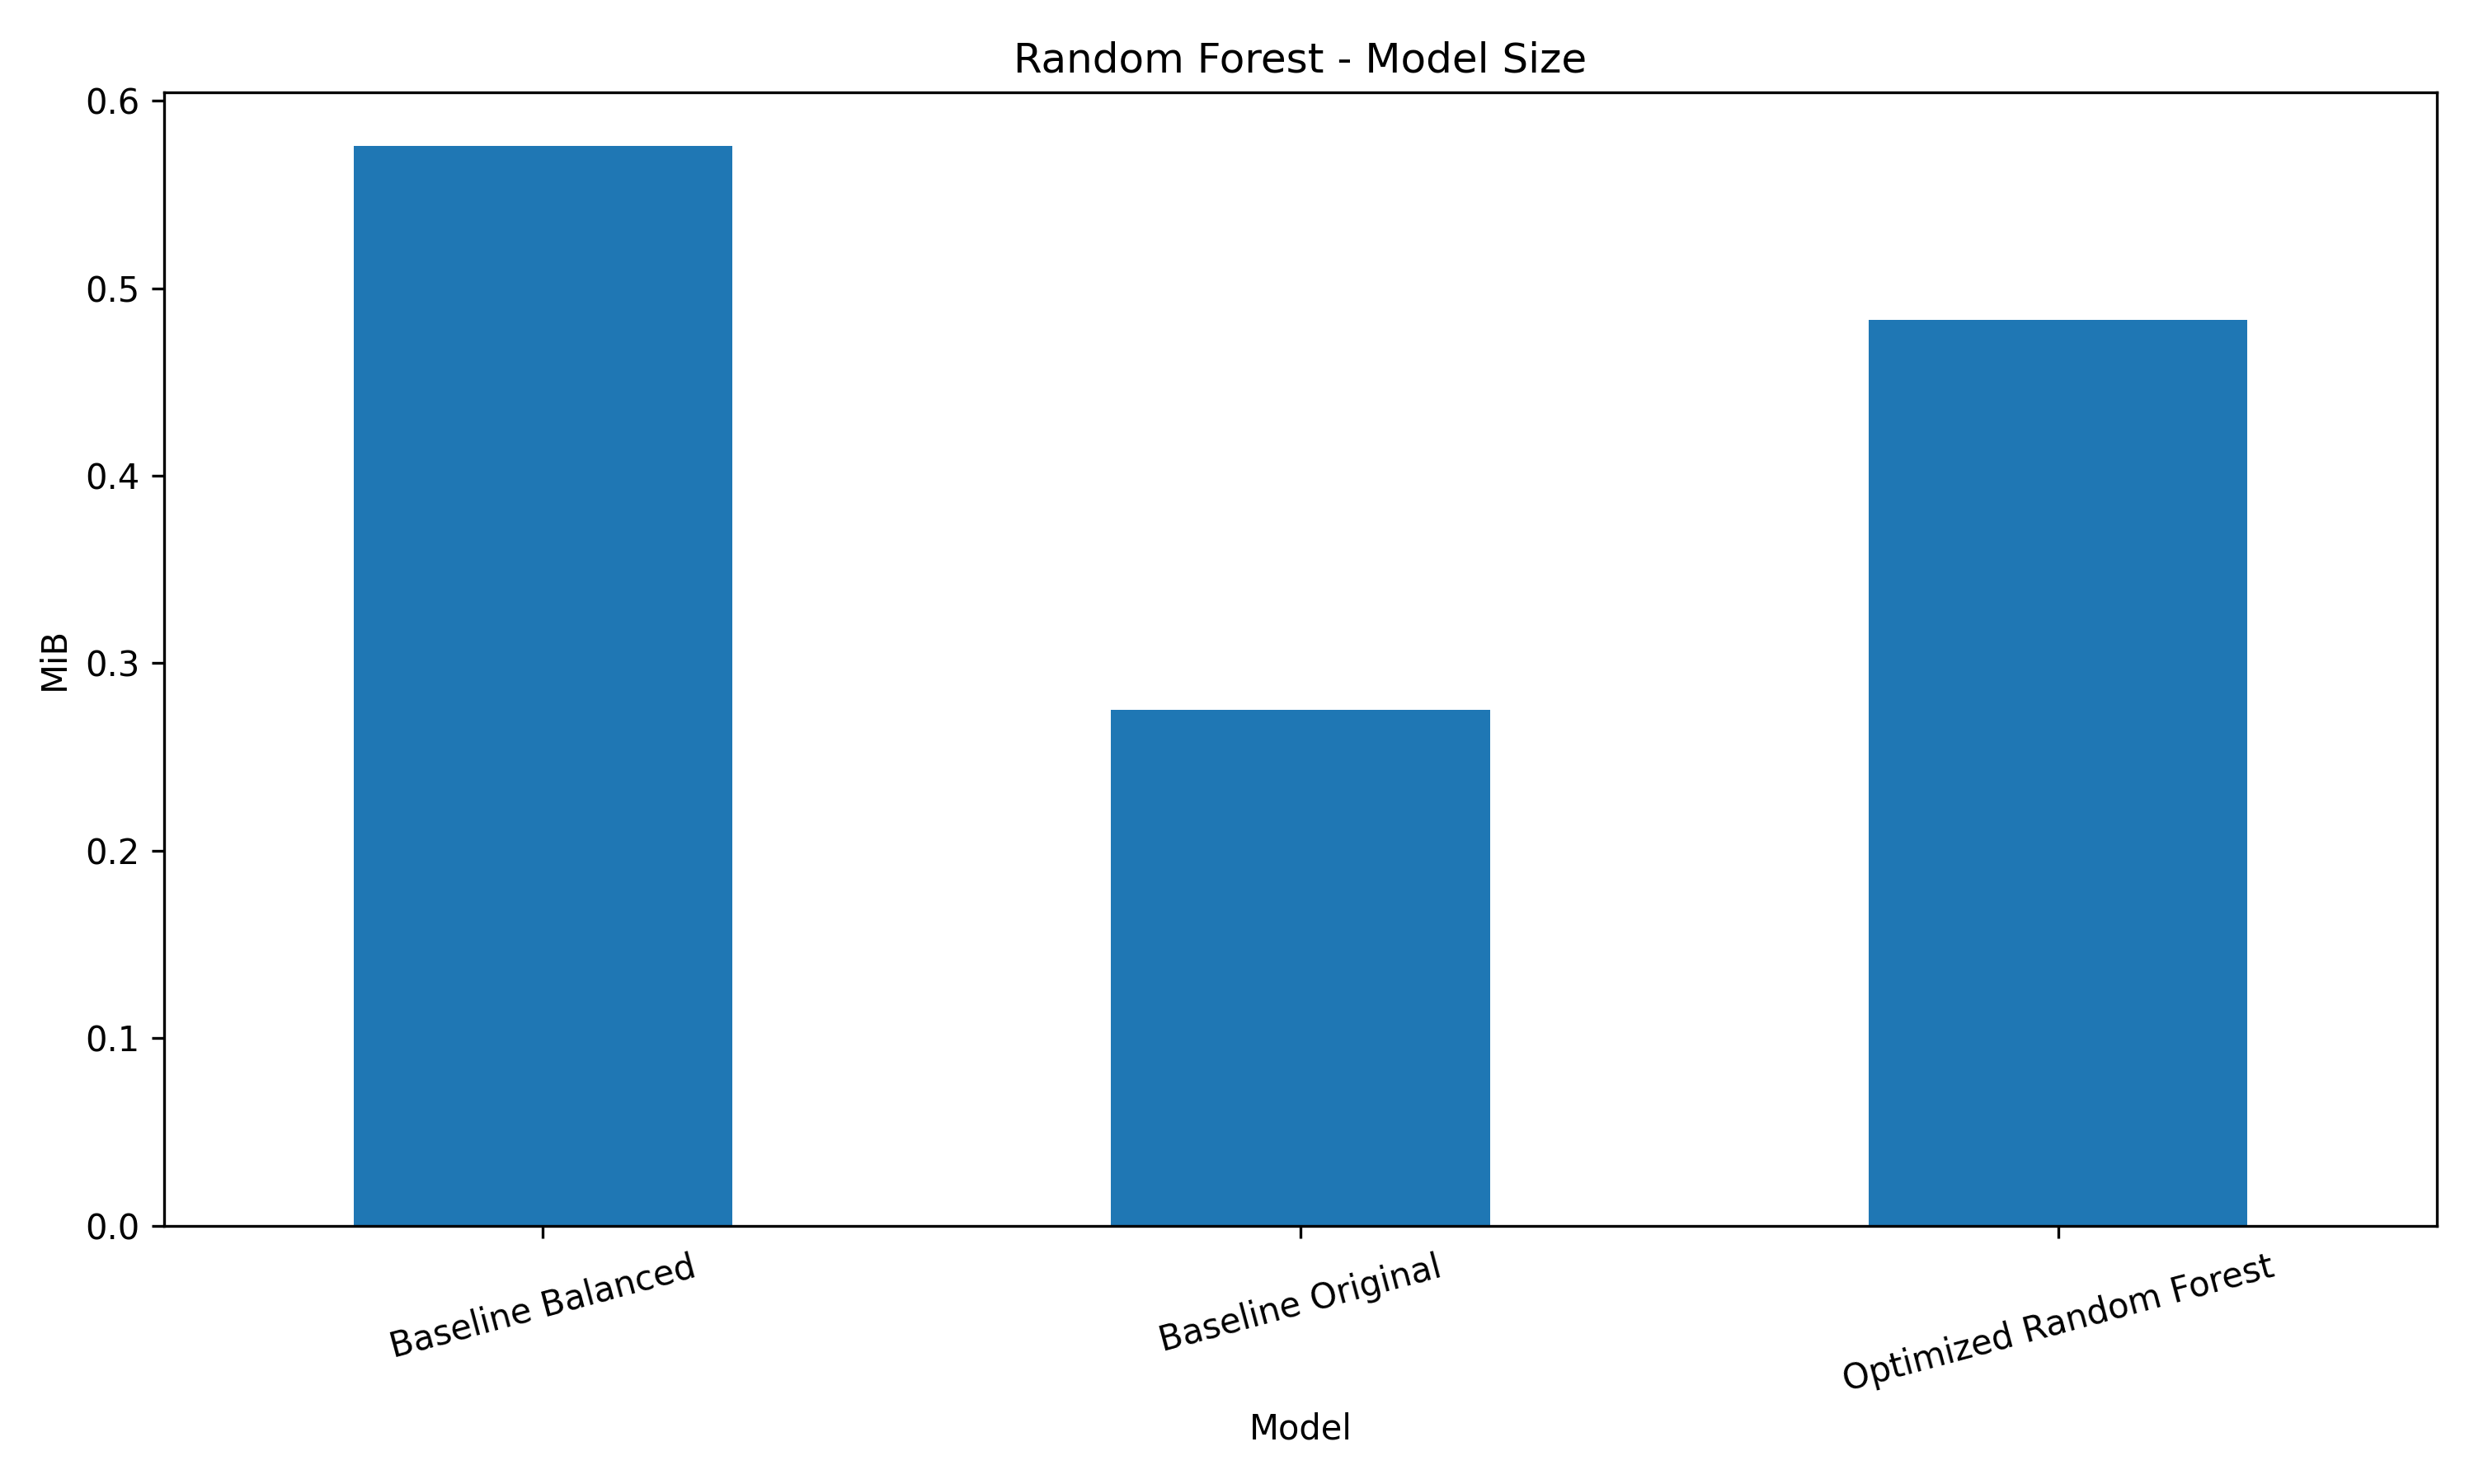 Random Forest - Model Size
MiB
0.6
0.5
0.4
0.3
0.2
0.1
0.0
Baseline Balanced
Baseline Original
Optimized Random Forest
Model